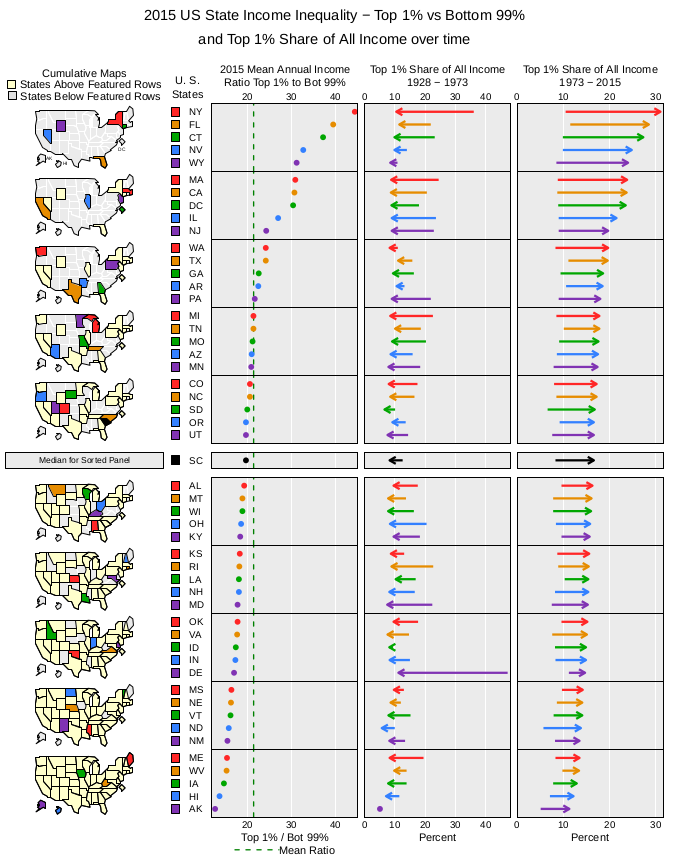 2015 US State Income Inequality − Top 1% vs Bottom 99%
and Top 1% Share of All Income over time
Cumulative Maps
States Above Featured Rows
States Below Featured Rows
U. S.
States
2015 Mean Annual Income
Ratio Top 1% to Bot 99%
Top 1% Share of All Income
1928 − 1973
Top 1% Share of All Income
1973 − 2015
20 30 40
0 10 20 30 40
0 10 20 30
NY
FL
CT
NV
WY
AK HI DC
MA
CA
DC
IL
NJ
WA
TX
GA
AR
PA
MI
TN
MO
AZ
MN
CO
NC
SD
OR
UT
Median for Sorted Panel
SC
AL
MT
WI
OH
KY
KS
RI
LA
NH
MD
OK
VA
ID
IN
DE
MS
NE
VT
ND
NM
ME
WV
IA
HI
AK
20 30 40
0 10 20 30 40
0 10 20 30
Top 1% / Bot 99%
Percent
Percent
Mean Ratio